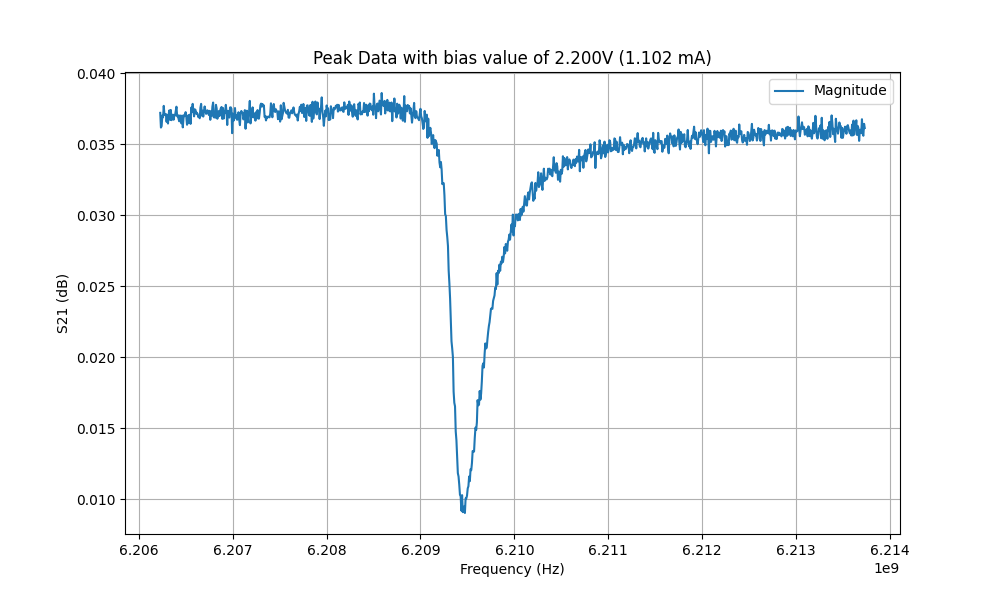 Peak Data with bias value of 2.200V (1.102 mA)
Magnitude
0.040
0.035
0.030
0.025
0.020
0.015
0.010
S21 (dB)
6.206 6.207 6.208 6.209 6.210 6.211 6.212 6.213 6.214
Frequency (Hz) 1e9